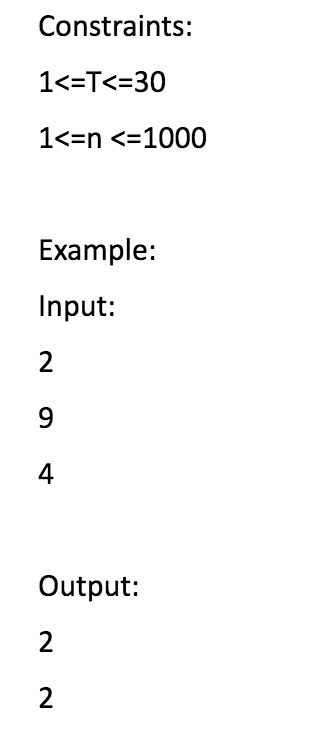 Constraints:
1<=T<=30
1<=n <=1000
Example:
Input:
2
9
4
Output:
2
2